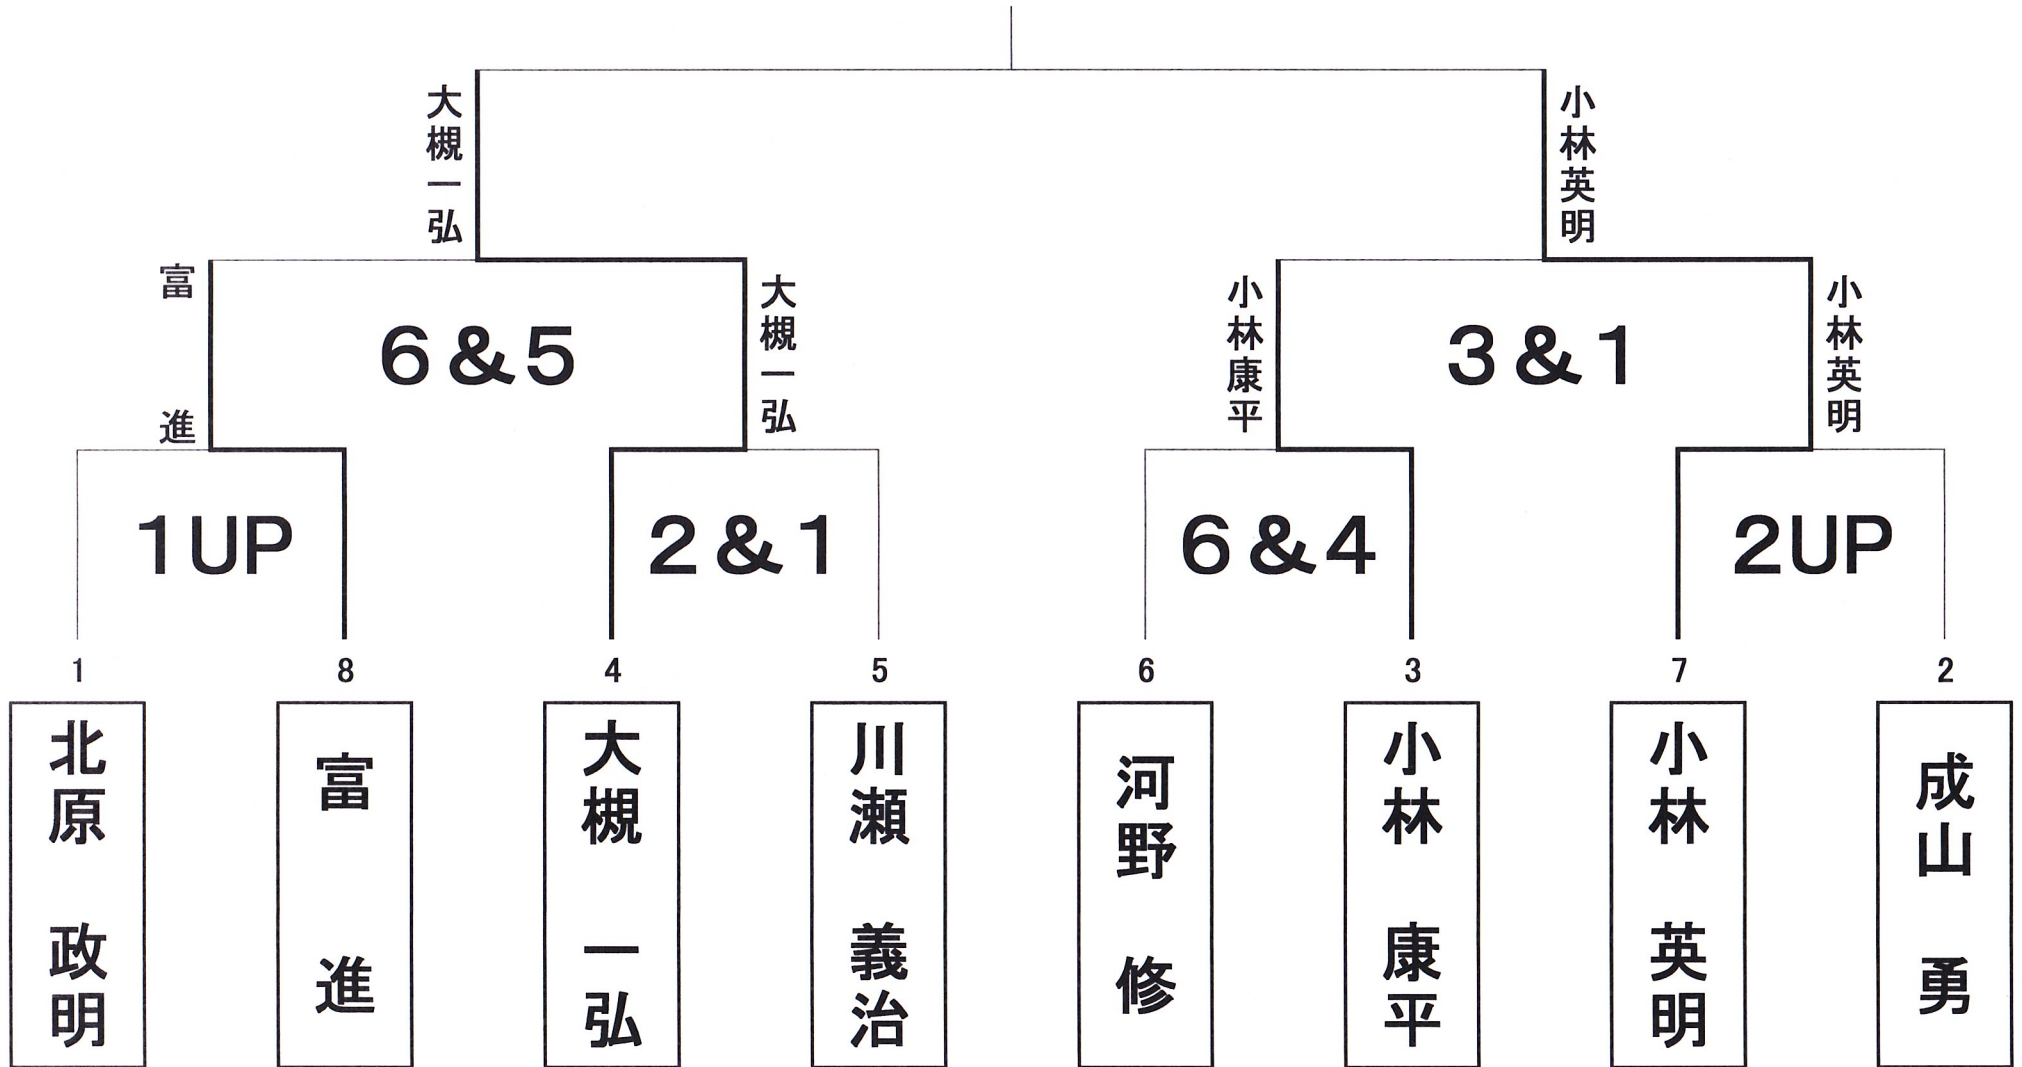 大槻一弘
小林英明
富進
大槻一弘
小林康平
小林英明
6&5
3&1
1UP
2&1
6&4
2UP
1
8
4
5
6
3
7
2
北原 政明
富 進
大槻 一弘
川瀬 義治
河野 修
小林 康平
小林 英明
成山 勇